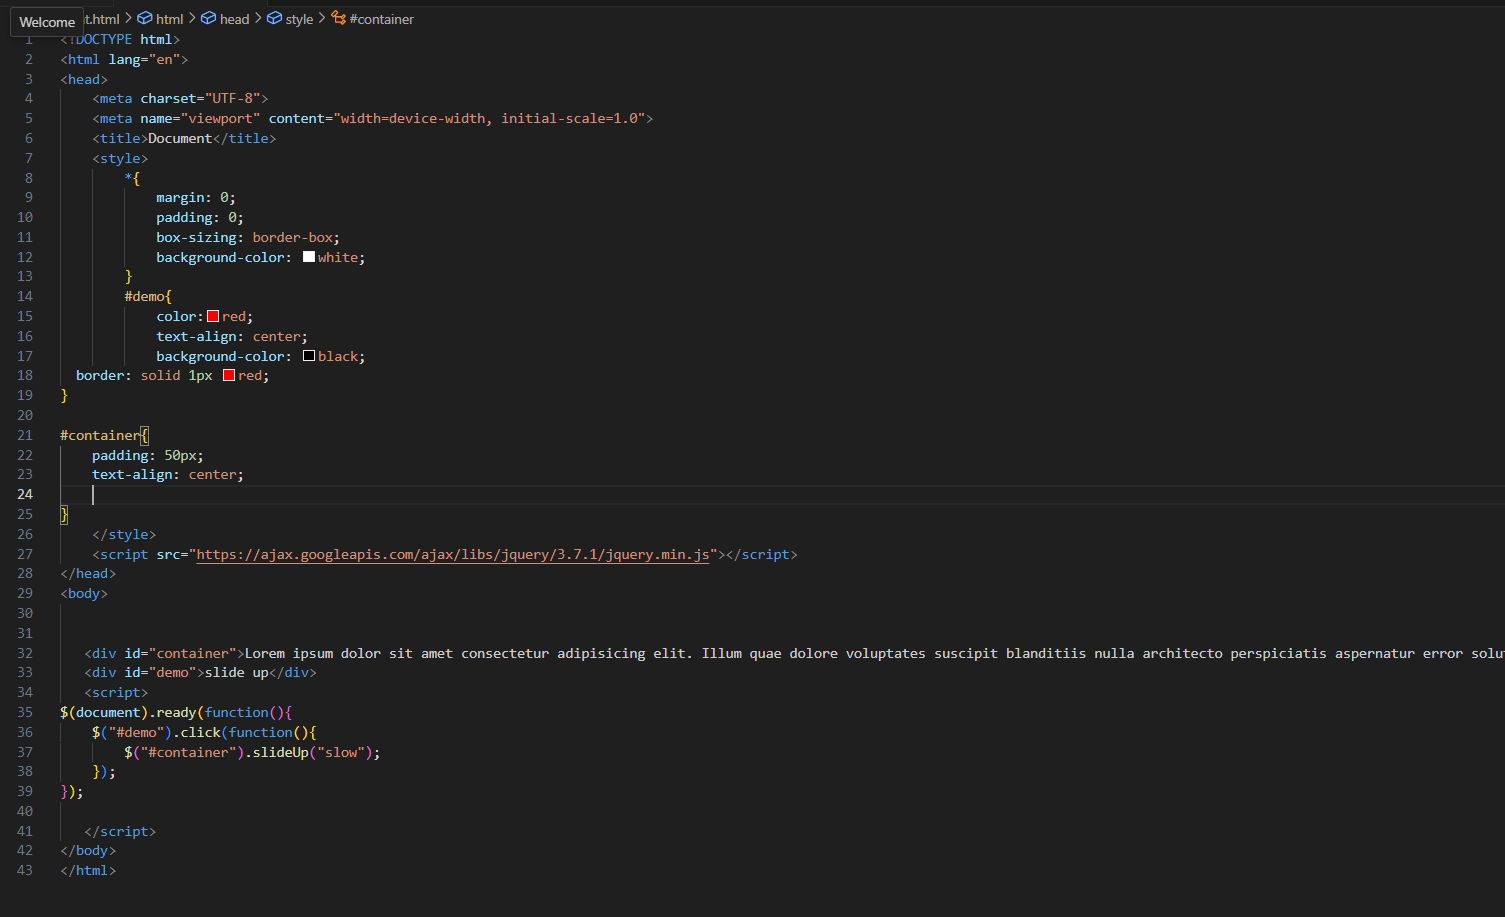 Welcome t.html > html > head > style > #container
1 <!DOCTYPE html>
2 <html lang="en">
3 <head>
4 <meta charset="UTF-8">
5 <meta name="viewport" content="width=device-width, initial-scale=1.0">
6 <title>Document</title>
7 <style>
8 *{
9 margin: 0;
10 padding: 0;
11 box-sizing: border-box;
12 background-color: white;
13 }
14 #demo{
15 color: red;
16 text-align: center;
17 background-color: black;
18 border: solid 1px red;
19 }
20
21 #container{
22 padding: 50px;
23 text-align: center;
24
25 }
26 </style>
27 <script src="https://ajax.googleapis.com/ajax/libs/jquery/3.7.1/jquery.min.js"></script>
28 </head>
29 <body>
30
31
32 <div id="container">Lorem ipsum dolor sit amet consectetur adipisicing elit. Illum quae dolore voluptates suscipit blanditiis nulla architecto perspiciatis aspernatur error solu
33 <div id="demo">slide up</div>
34 <script>
35 $(document).ready(function(){
36 $("#demo").click(function(){
37 $("#container").slideUp("slow");
38 });
39 });
40
41 </script>
42 </body>
43 </html>